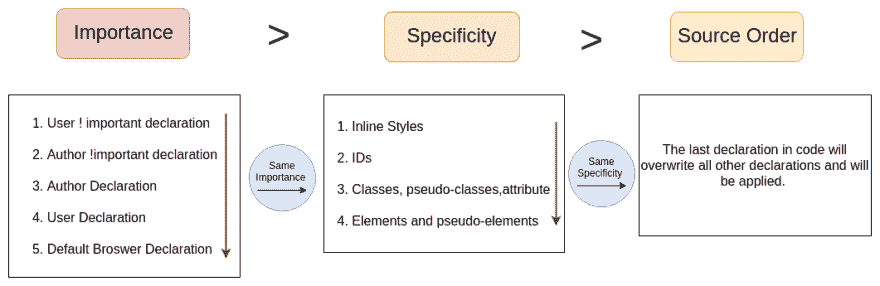 Importance
>
Specificity
>
Source Order
1. User ! important declaration
2. Author !important declaration
3. Author Declaration
4. User Declaration
5. Default Broswer Declaration
Same
Importance
1. Inline Styles
2. IDs
3. Classes, pseudo-classes,attribute
4. Elements and pseudo-elements
Same
Specificity
The last declaration in code will
overwrite all other declarations and will
be applied.